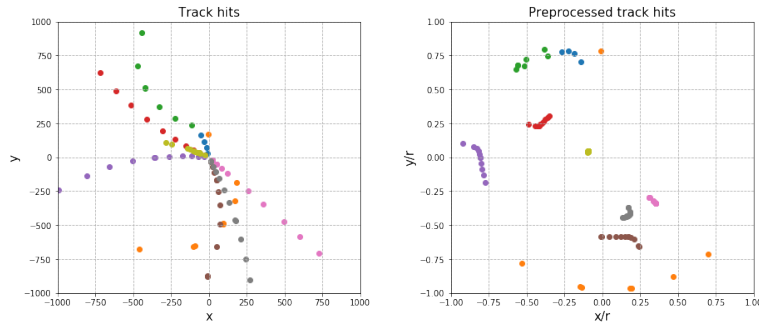 Track hits
1000
750
500
250
0
−250
−500
−750
−1000
y
−1000 −750 −500 −250 0 250 500 750 1000
x
Preprocessed track hits
1.00
0.75
0.50
0.25
0.00
−0.25
−0.50
−0.75
−1.00
y/r
−1.00 −0.75 −0.50 −0.25 0.00 0.25 0.50 0.75 1.00
x/r